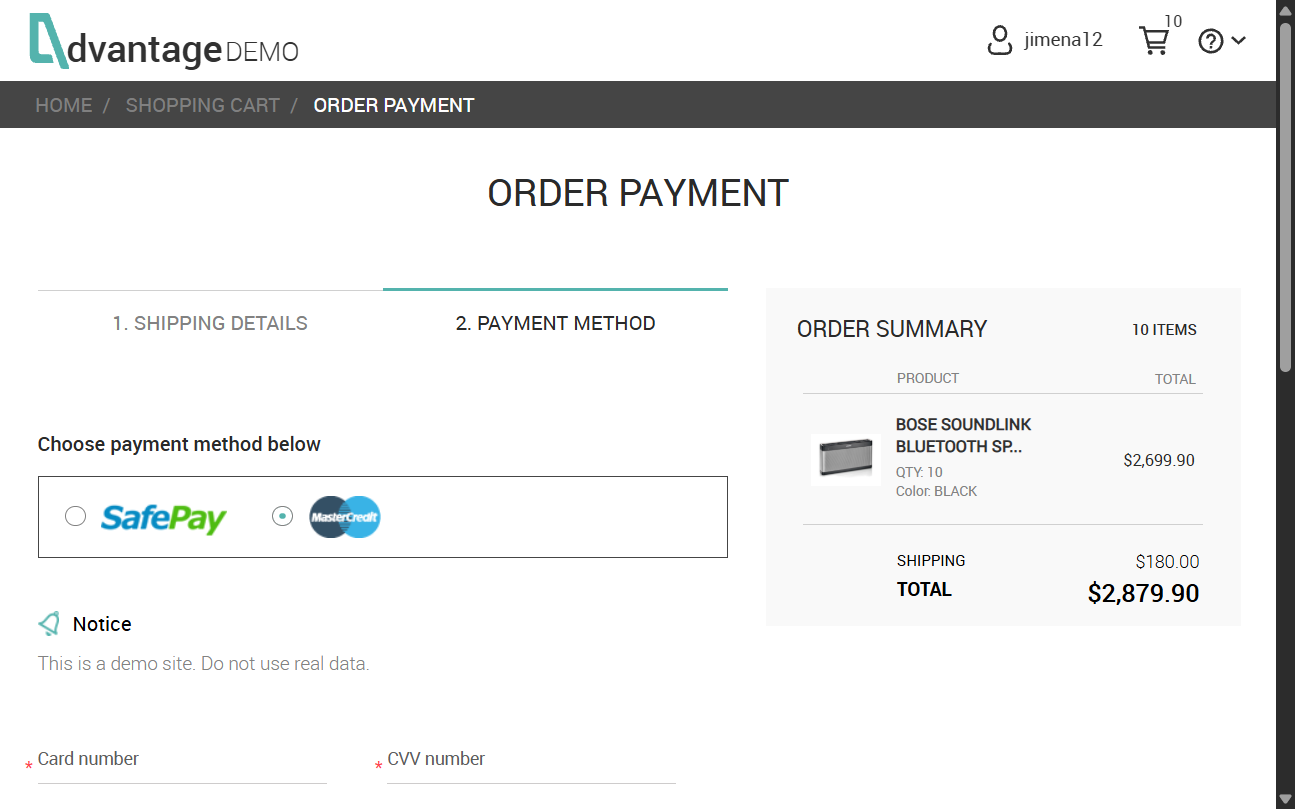 dvantage DEMO
jimena12
10
?
HOME / SHOPPING CART / ORDER PAYMENT
ORDER PAYMENT
1. SHIPPING DETAILS
2. PAYMENT METHOD
Choose payment method below
SafePay
MasterCredit
Notice
This is a demo site. Do not use real data.
* Card number
* CVV number
ORDER SUMMARY
10 ITEMS
PRODUCT
TOTAL
BOSE SOUNDLINK
BLUETOOTH SP...
QTY: 10
Color: BLACK
$2,699.90
SHIPPING
$180.00
TOTAL
$2,879.90